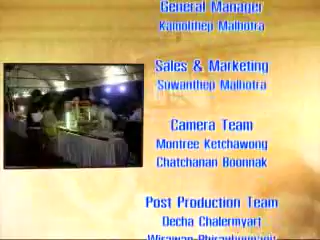 General Manager
Kamolthep Malhotra
Sales & Marketing
Suwanthep Malhotra
Camera Team
Montree Ketchawong
Chatchanan Boonnak
Post Production Team
Decha Chalermyart